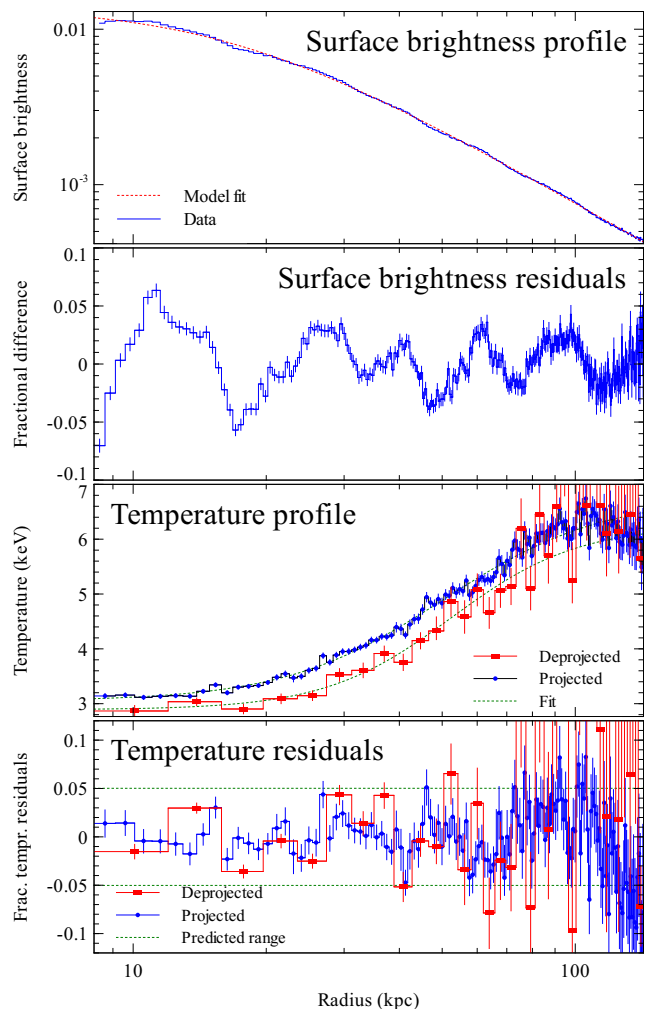 Surface brightness profile
Surface brightness
0.01
10-3
Model fit
Data
Surface brightness residuals
Fractional difference
0.1
0.05
0
-0.05
-0.1
Temperature profile
Temperature (keV)
7
6
5
4
3
Deprojected
Projected
Fit
Temperature residuals
Frac. tempr. residuals
0.1
0.05
0
-0.05
-0.1
Deprojected
Projected
Predicted range
10
100
Radius (kpc)